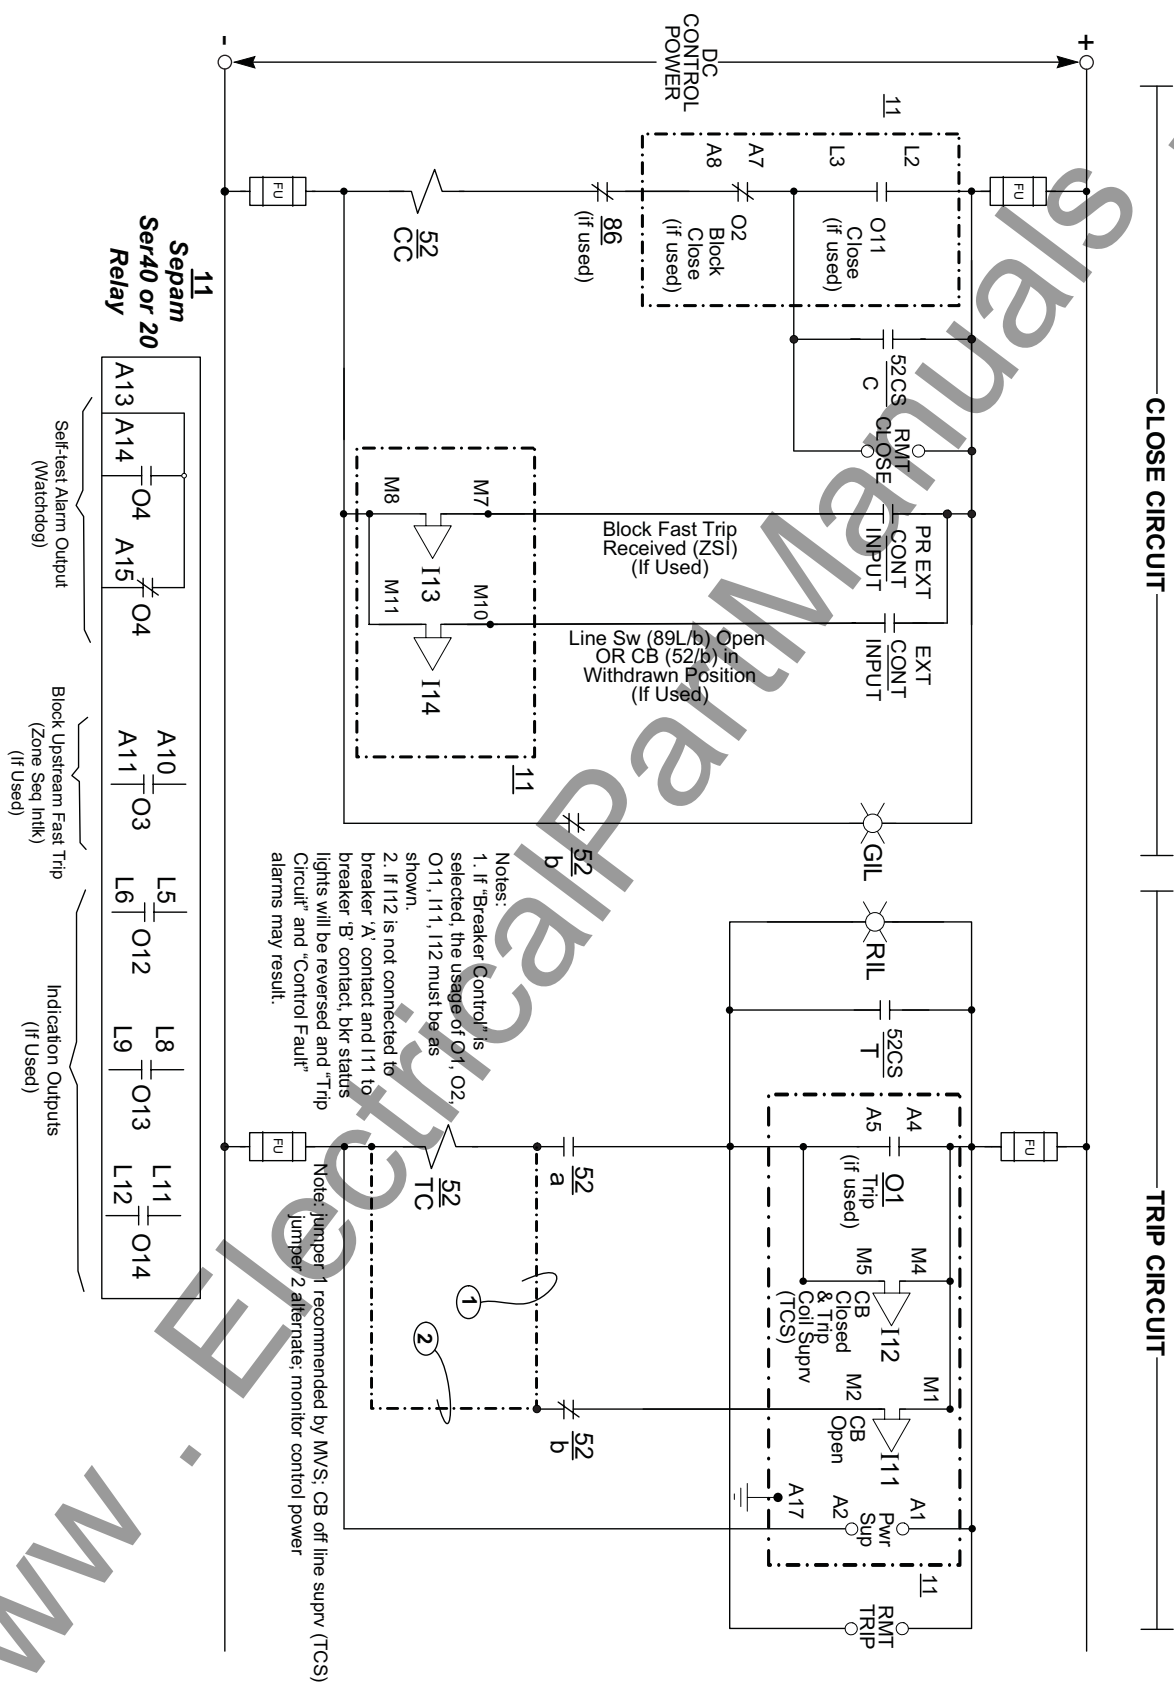 CLOSE CIRCUIT
TRIP CIRCUIT
+
-
DC
CONTROL
POWER
FU
11
L2
L3
O11
Close
(if used)
A7
A8
O2
Block
Close
(if used)
86
(if used)
52
CC
FU
52CS
C
RMT
CLOSE
PR EXT
CONT
INPUT
EXT
CONT
INPUT
Block Fast Trip
Received (ZSI)
(If Used)
Line Sw (89L/b) Open
OR CB (52/b) in
Withdrawn Position
(If Used)
M7
M8
I13
M10
M11
I14
11
GIL
52
b
RIL
52CS
T
FU
A4
A5
O1
Trip
(if used)
M4
M5
I12
CB
Closed
& Trip
Coil Suprv
(TCS)
M1
M2
I11
CB
Open
A1
A2
Pwr
Sup
A17
11
RMT
TRIP
52
a
52
b
52
TC
1
2
FU
Notes:
1. If "Breaker Control" is
selected, the usage of O1, O2,
O11, I11, I12 must be as
shown.
2. If I12 is not connected to
breaker 'A' contact and I11 to
breaker 'B' contact, bkr status
lights will be reversed and "Trip
Circuit" and "Control Fault"
alarms may result.
Note: jumper 1 recommended by MVS; CB off line suprv (TCS)
jumper 2 alternate; monitor control power
11
Sepam
Ser40 or 20
Relay
A13
A14
O4
A15
O4
A10
A11
O3
L5
L6
O12
L8
L9
O13
L11
L12
O14
Self-test Alarm Output
(Watchdog)
Block Upstream Fast Trip
(Zone Seq Intlk)
(If Used)
Indication Outputs
(If Used)
ww . ElectricalPartManuals .